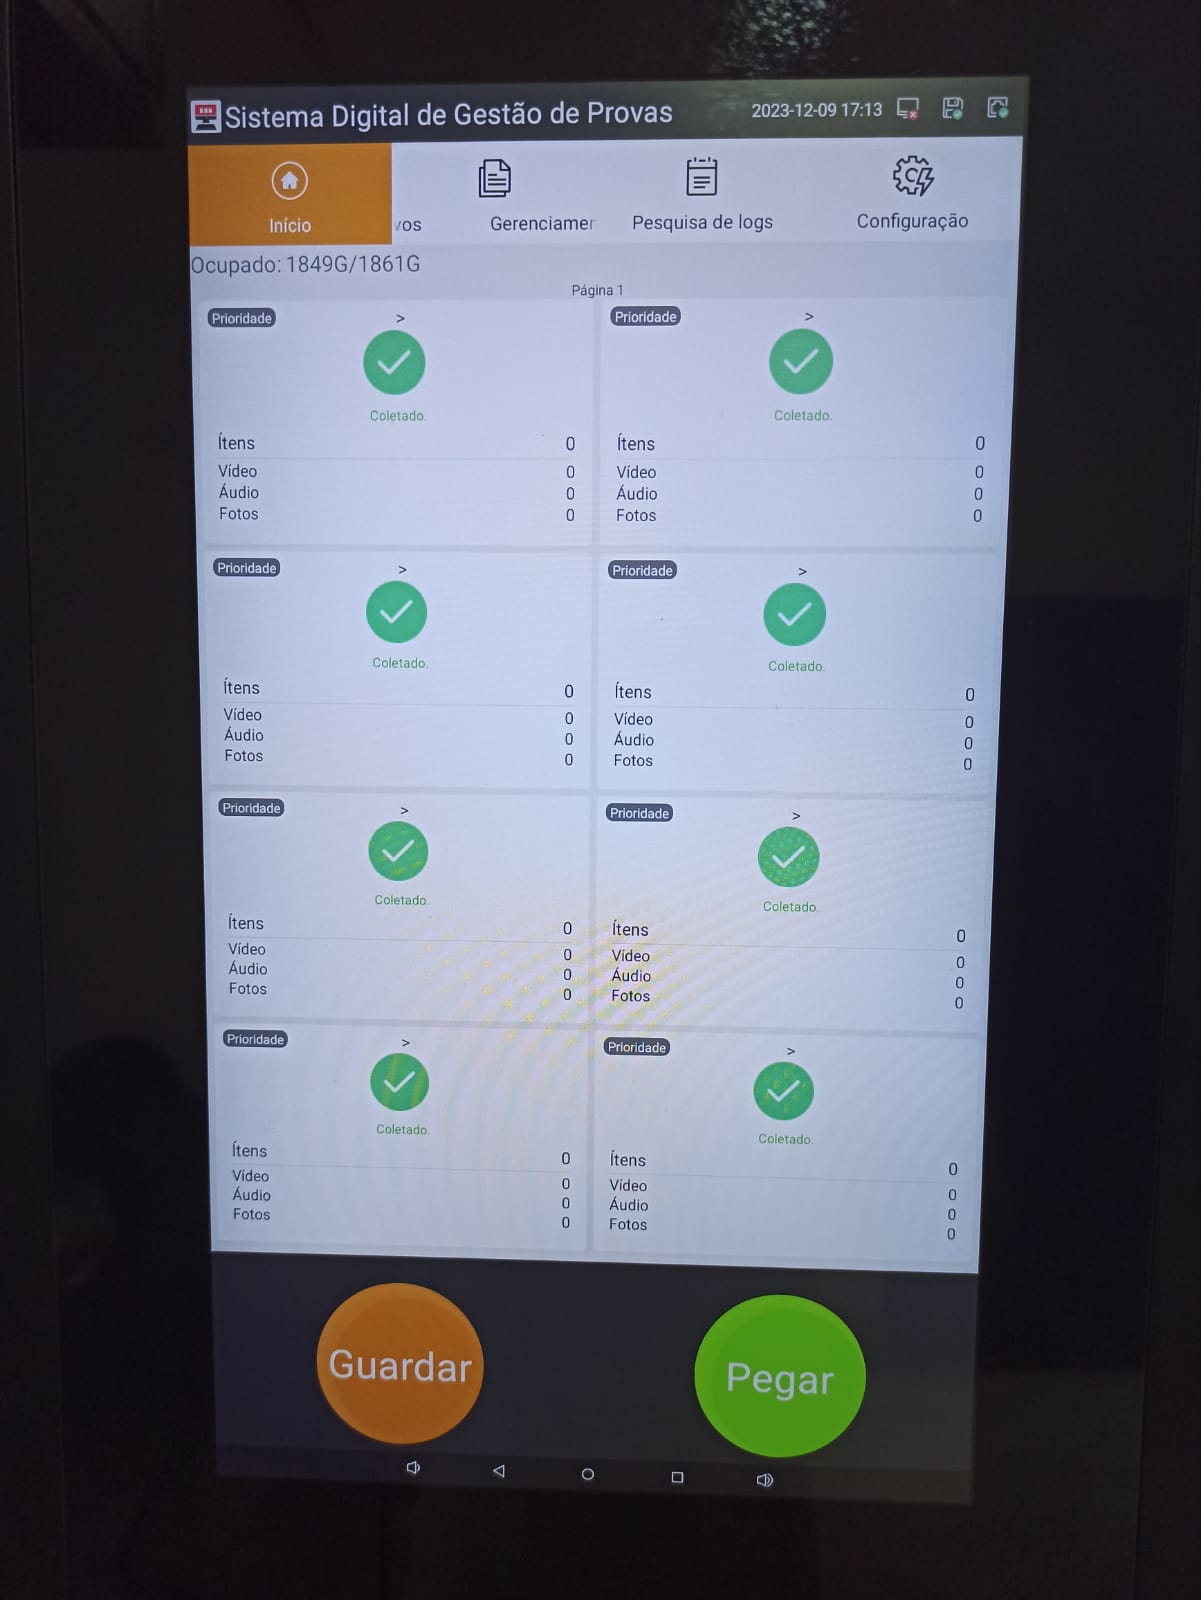 Sistema Digital de Gestão de Provas 2023-12-09 17:13
Início vos Gerenciamer Pesquisa de logs Configuração
Ocupado: 1849G/1861G
Página 1
Prioridade > Prioridade >
Coletado. Coletado.
Ítens 0 Ítens 0
Vídeo 0 Vídeo 0
Áudio 0 Áudio 0
Fotos 0 Fotos 0
Prioridade > Prioridade >
Coletado. Coletado.
Ítens 0 Ítens 0
Vídeo 0 Vídeo 0
Áudio 0 Áudio 0
Fotos 0 Fotos 0
Prioridade > Prioridade >
Coletado. Coletado.
Ítens 0 Ítens 0
Vídeo 0 Vídeo 0
Áudio 0 Áudio 0
Fotos 0 Fotos 0
Prioridade > Prioridade >
Coletado. Coletado.
Ítens 0 Ítens 0
Vídeo 0 Vídeo 0
Áudio 0 Áudio 0
Fotos 0 Fotos 0
Guardar Pegar